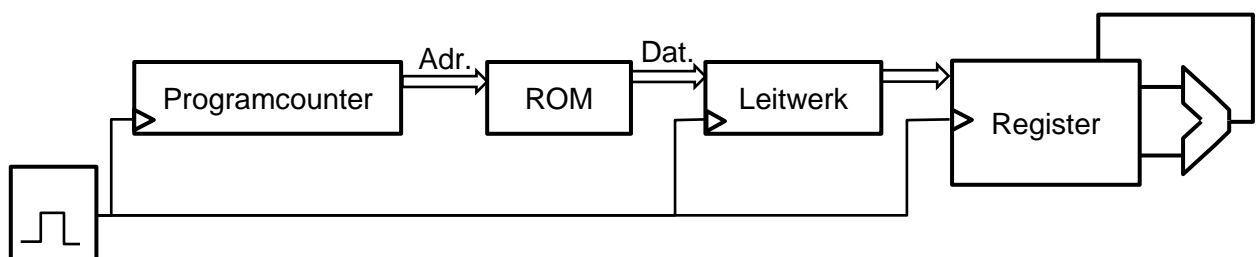 Programcounter
Adr.
ROM
Dat.
Leitwerk
Register